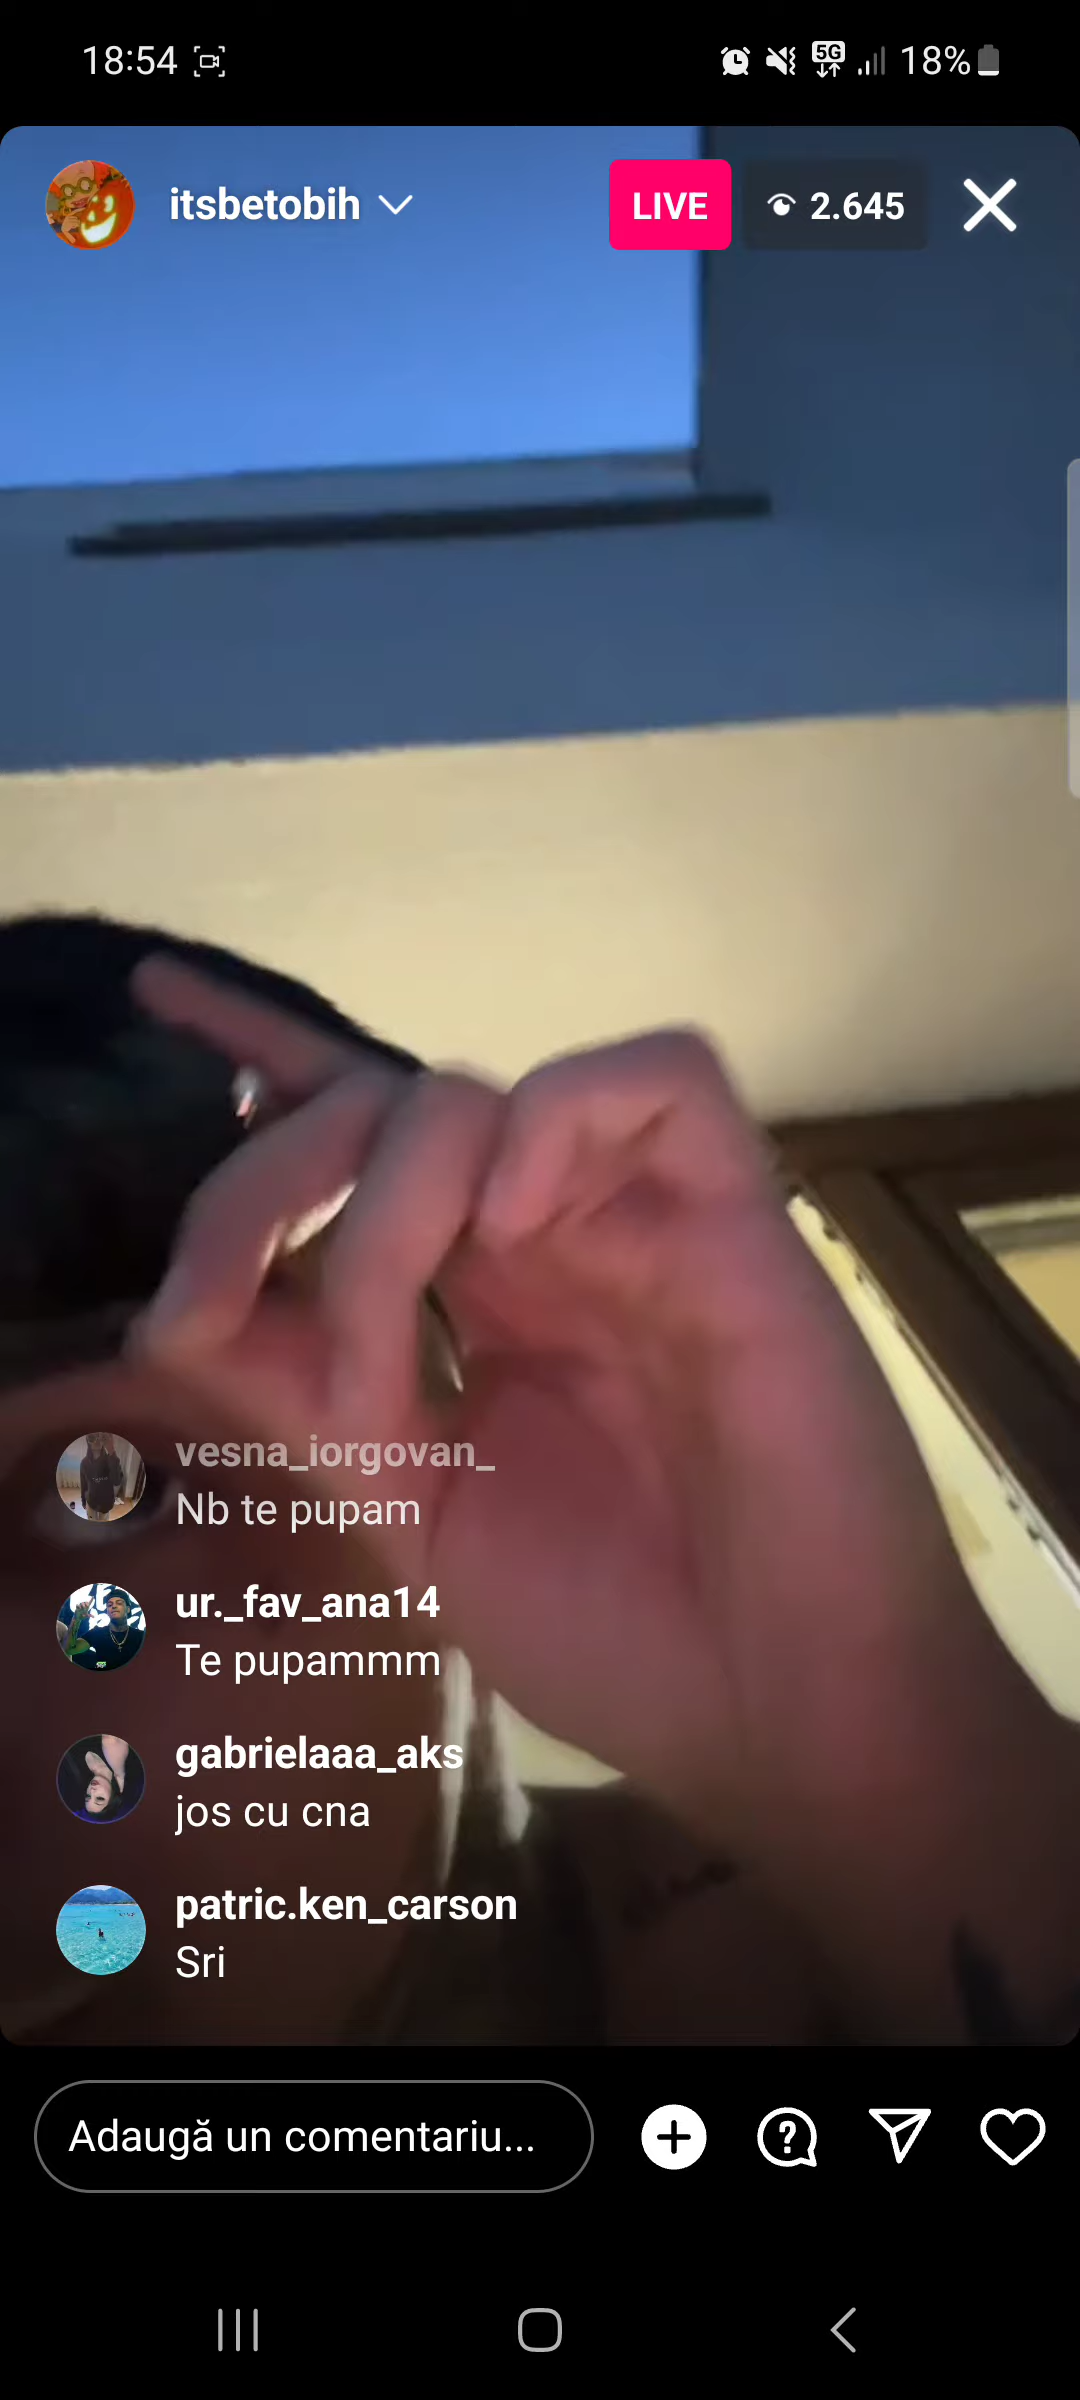 18:54
5G
18%
itsbetobih
LIVE
2.645
vesna_iorgovan_
Nb te pupam
ur._fav_ana14
Te pupammm
gabrielaaa_aks
jos cu cna
patric.ken_carson
Sri
Adaugă un comentariu...